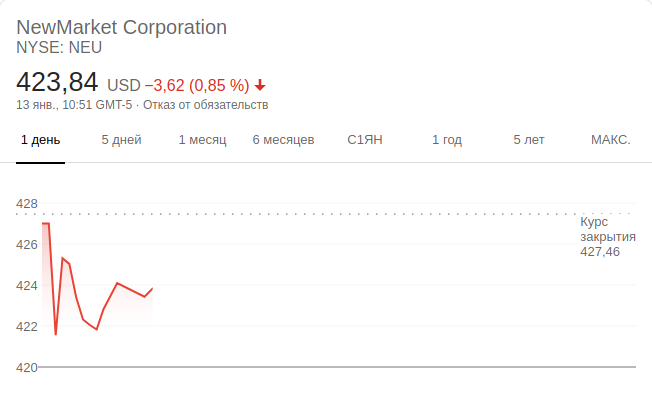 NewMarket Corporation
NYSE: NEU
423,84 USD −3,62 (0,85 %)
13 янв., 10:51 GMT-5 · Отказ от обязательств
1 день 5 дней 1 месяц 6 месяцев С1ЯН 1 год 5 лет МАКС.
428
Курс
закрытия
427,46
426
424
422
420